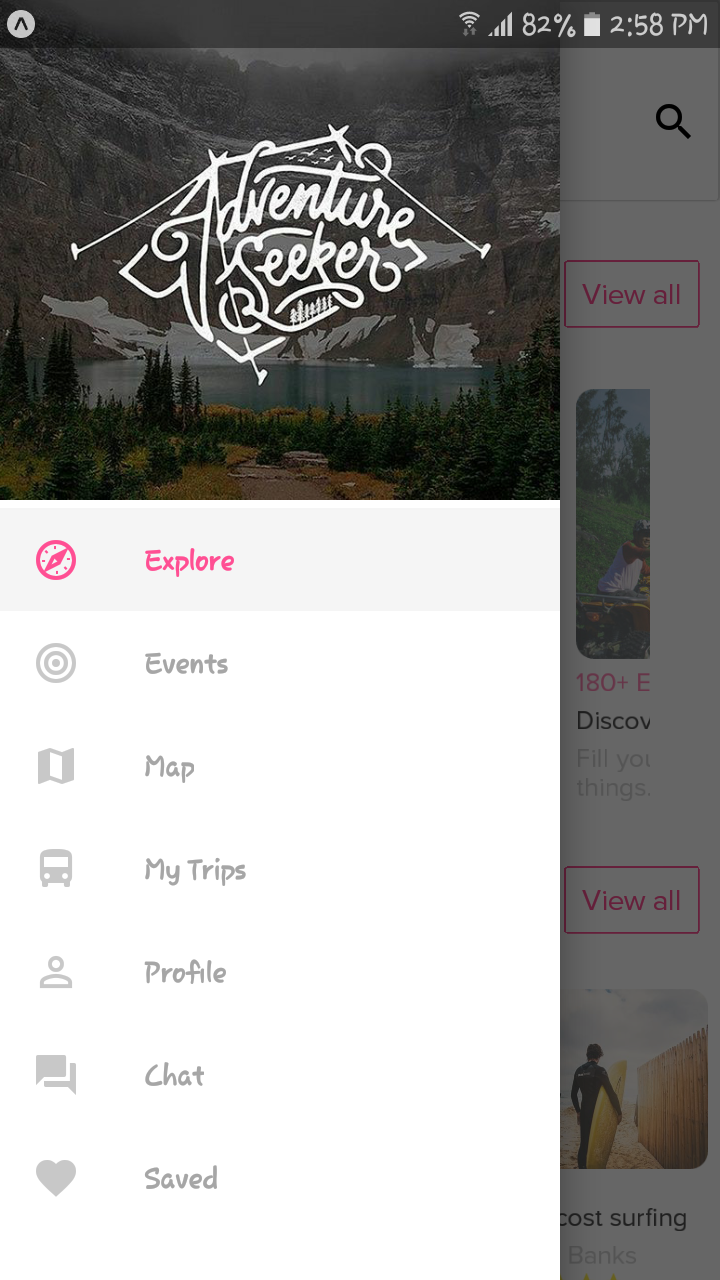 82% 2:58 PM
Adventure
Seeker
View all
Explore
Events
180+ E
Discov
Map
Fill you
things.
My Trips
View all
Profile
Chat
Saved
cost surfing
Banks